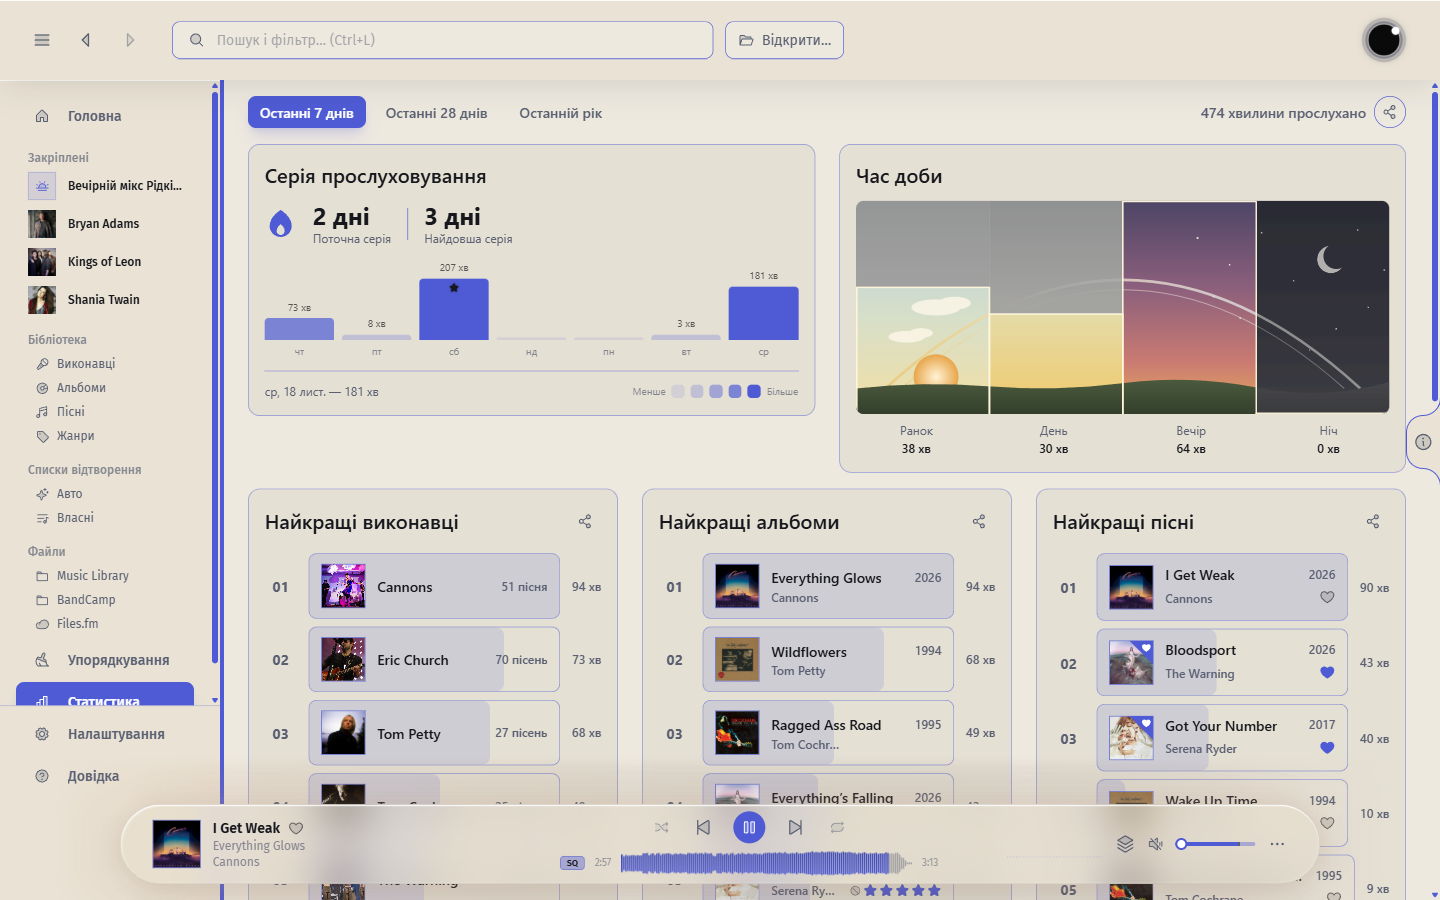 Пошук і фільтр... (Ctrl+L)
Відкрити...
Головна
Закріплені
Вечірній мікс Рідкі...
Bryan Adams
Kings of Leon
Shania Twain
Бібліотека
Виконавці
Альбоми
Пісні
Жанри
Списки відтворення
Авто
Власні
Файли
Music Library
BandCamp
Files.fm
Упорядкування
Статистика
Налаштування
Довідка
Останні 7 днів
Останні 28 днів
Останній рік
474 хвилини прослухано
Серія прослуховування
2 дні
Поточна серія
3 дні
Найдовша серія
73 хв
8 хв
207 хв
3 хв
181 хв
чт
пт
сб
нд
пн
вт
ср
ср, 18 лист. — 181 хв
Менше
Більше
Час доби
Ранок
38 хв
День
30 хв
Вечір
64 хв
Ніч
0 хв
Найкращі виконавці
01
Cannons
51 пісня
94 хв
02
Eric Church
70 пісень
73 хв
03
Tom Petty
27 пісень
68 хв
Найкращі альбоми
01
Everything Glows
2026
Cannons
94 хв
02
Wildflowers
1994
Tom Petty
68 хв
03
Ragged Ass Road
1995
Tom Cochr...
49 хв
Everything's Falling
2026
Serena Ry...
Найкращі пісні
01
I Get Weak
2026
Cannons
90 хв
02
Bloodsport
2026
The Warning
43 хв
03
Got Your Number
2017
Serena Ryder
40 хв
Wake Up Time
1994
10 хв
05
1995
Tom Cochrane
9 хв
I Get Weak
Everything Glows
Cannons
SQ
2:57
3:13